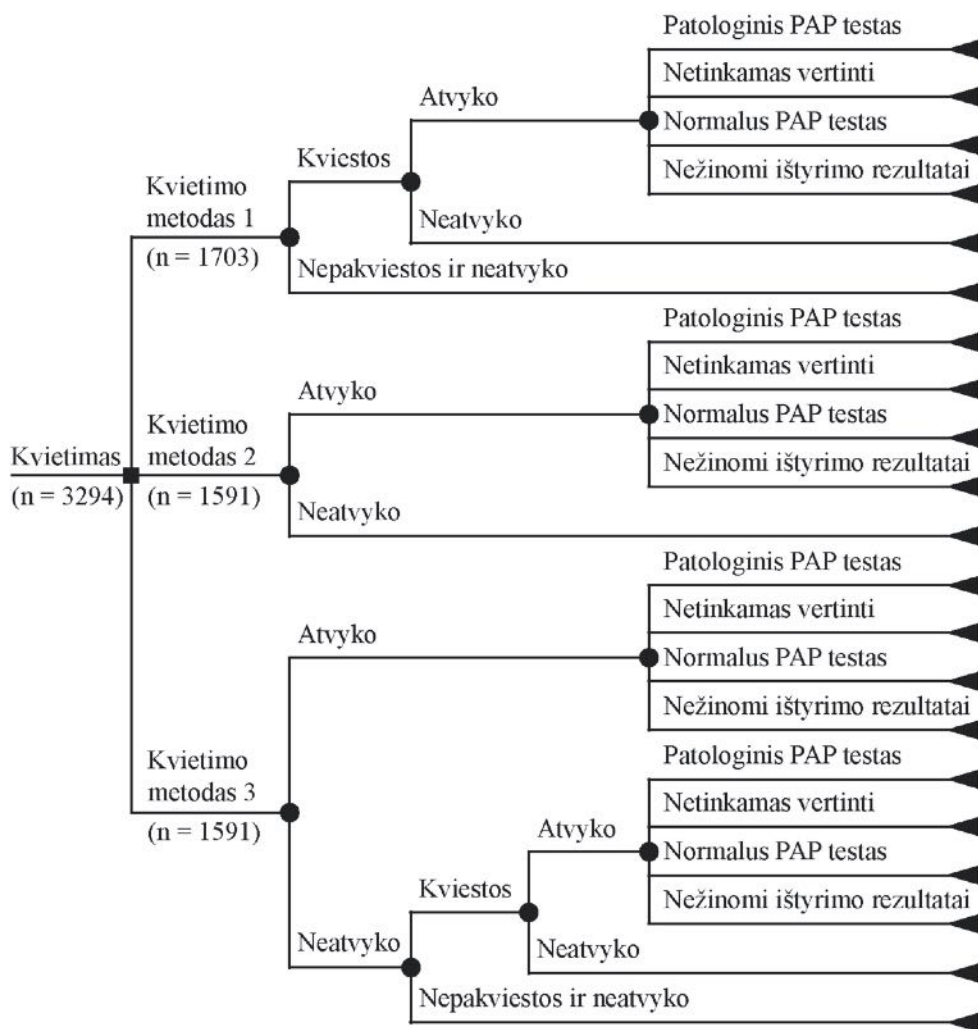 Patologinis PAP testas
Netinkamas vertinti
Atvyko
Normalus PAP testas
Kviestos
Nežinomi ištyrimo rezultatai
Kvietimo
metodas 1
(n = 1703)
Neatvyko
Nepakviestos ir neatvyko
Patologinis PAP testas
Netinkamas vertinti
Atvyko
Normalus PAP testas
Kvietimo
metodas 2
(n = 1591)
Nežinomi ištyrimo rezultatai
Kvietimas
(n = 3294)
Neatvyko
Patologinis PAP testas
Netinkamas vertinti
Atvyko
Normalus PAP testas
Nežinomi ištyrimo rezultatai
Kvietimo
metodas 3
(n = 1591)
Patologinis PAP testas
Netinkamas vertinti
Atvyko
Normalus PAP testas
Kviestos
Nežinomi ištyrimo rezultatai
Neatvyko
Neatvyko
Nepakviestos ir neatvyko